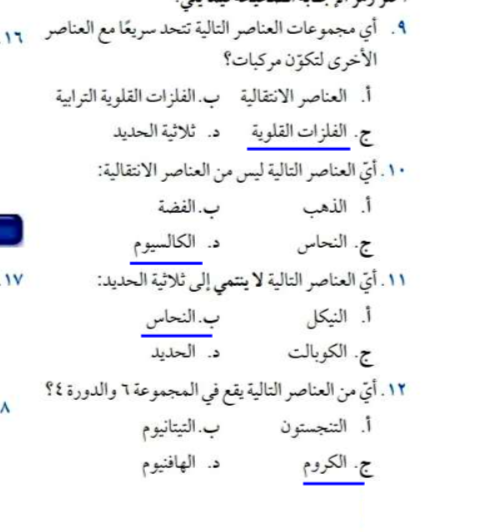 ٩. أي مجموعات العناصر التالية تتحد سريعًا مع العناصر
الأخرى لتكوّن مركبات؟
أ. العناصر الانتقالية ب. الفلزات القلوية الترابية
ج. الفلزات القلوية د. ثلاثية الحديد
١٠. أيّ العناصر التالية ليس من العناصر الانتقالية:
أ. الذهب ب. الفضة
ج. النحاس د. الكالسيوم
١١. أيّ العناصر التالية لا ينتمي إلى ثلاثية الحديد:
أ. النيكل ب. النحاس
ج. الكوبالت د. الحديد
١٢. أيّ من العناصر التالية يقع في المجموعة ٦ والدورة ٤؟
أ. التنجستون ب. التيتانيوم
ج. الكروم د. الهافنيوم
١٦.
١٧.
٨